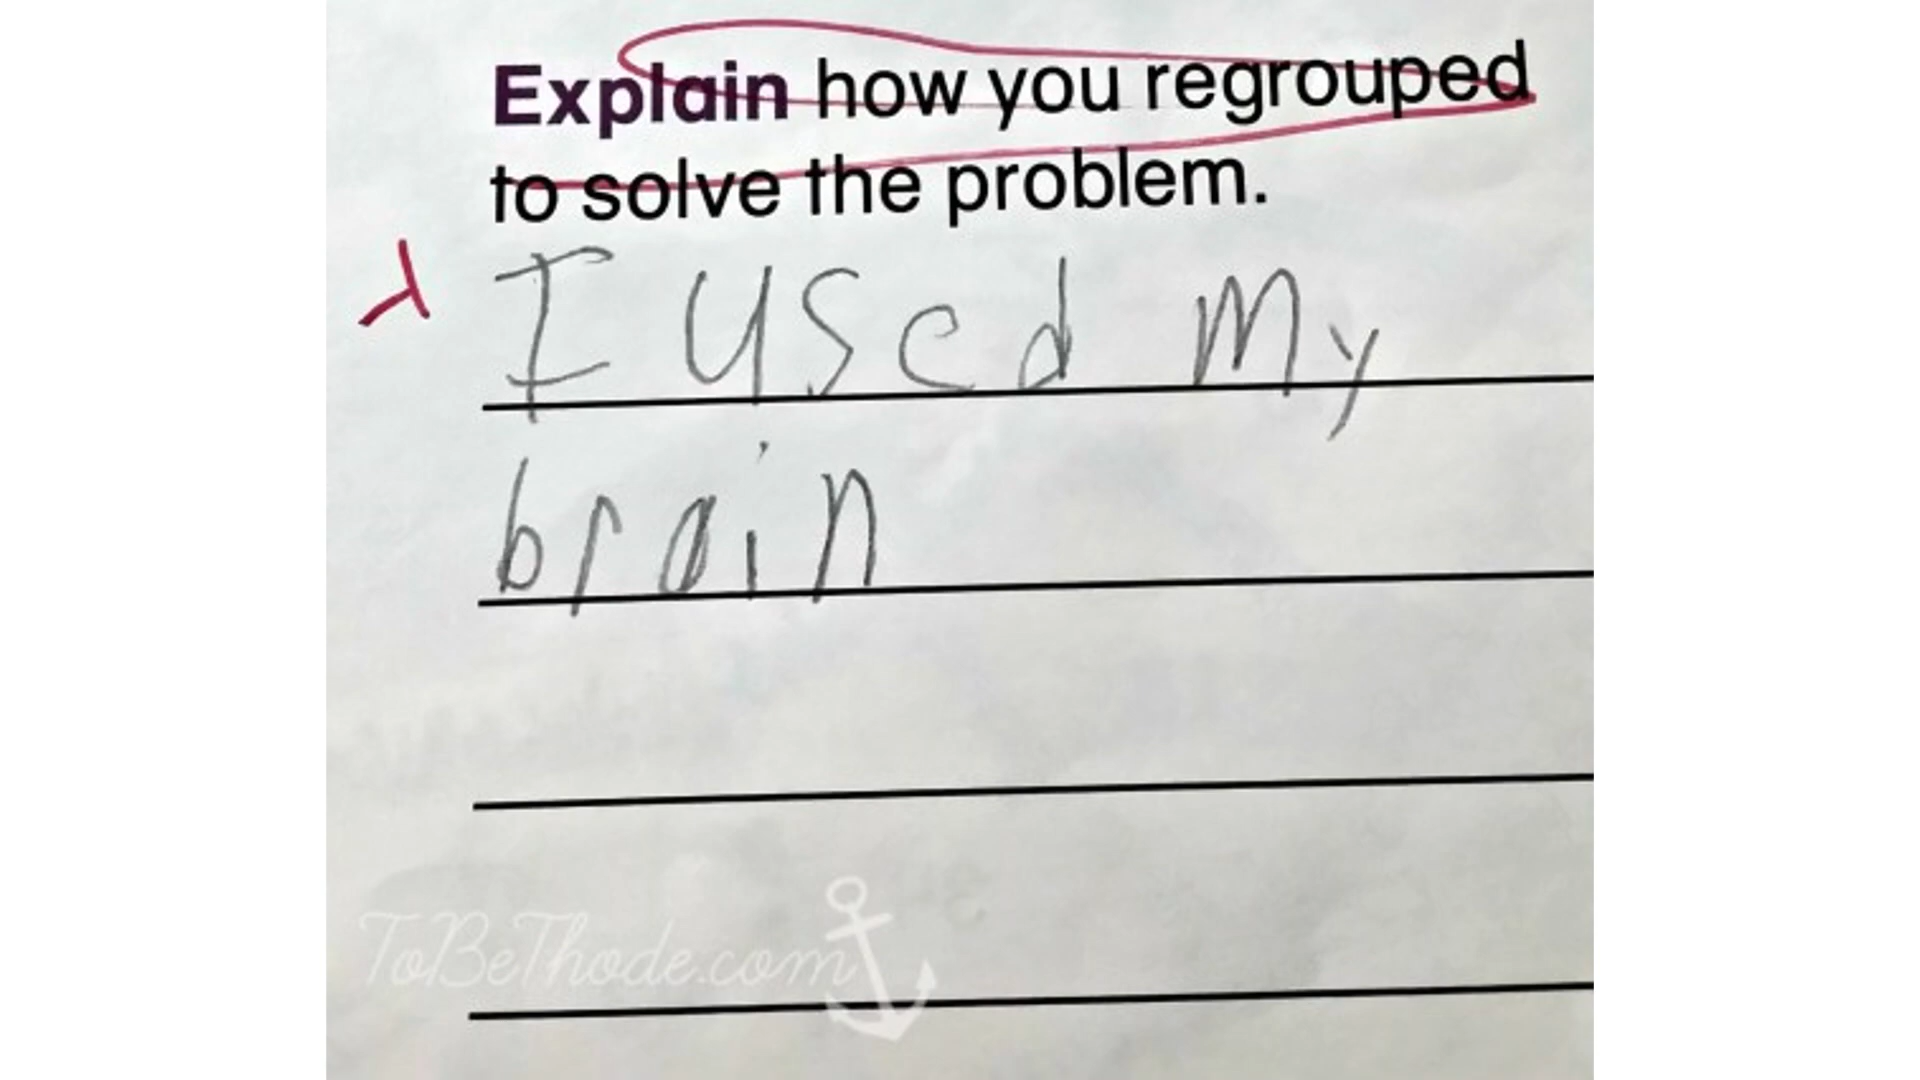 Explain how you regrouped
to solve the problem.
I used My
brain
ToBeThode.com